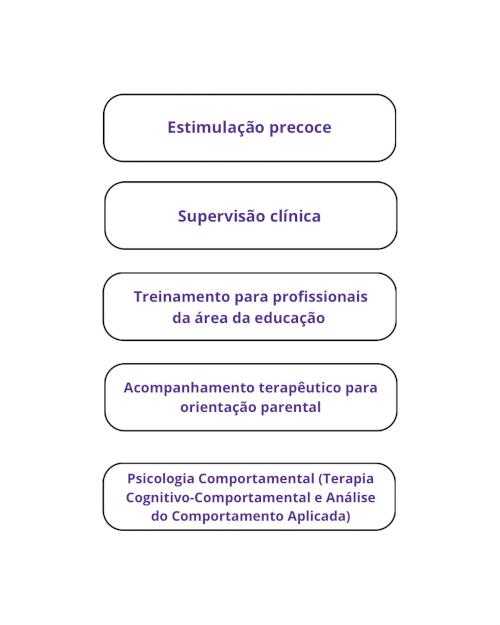 Estimulação precoce
Supervisão clínica
Treinamento para profissionais
da área da educação
Acompanhamento terapêutico para
orientação parental
Psicologia Comportamental (Terapia
Cognitivo-Comportamental e Análise
do Comportamento Aplicada)